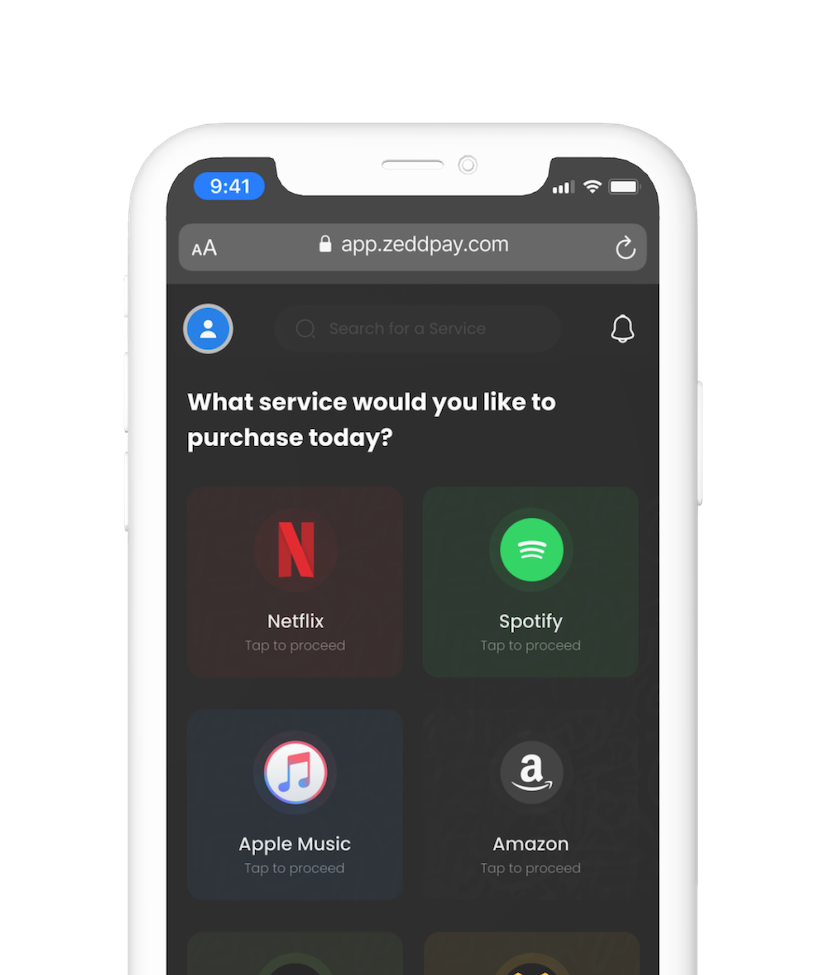 9:41
AA
app.zeddpay.com
Search for a Service
What service would you like to
purchase today?
N
Netflix
Tap to proceed
Spotify
Tap to proceed
Apple Music
Tap to proceed
a
Amazon
Tap to proceed